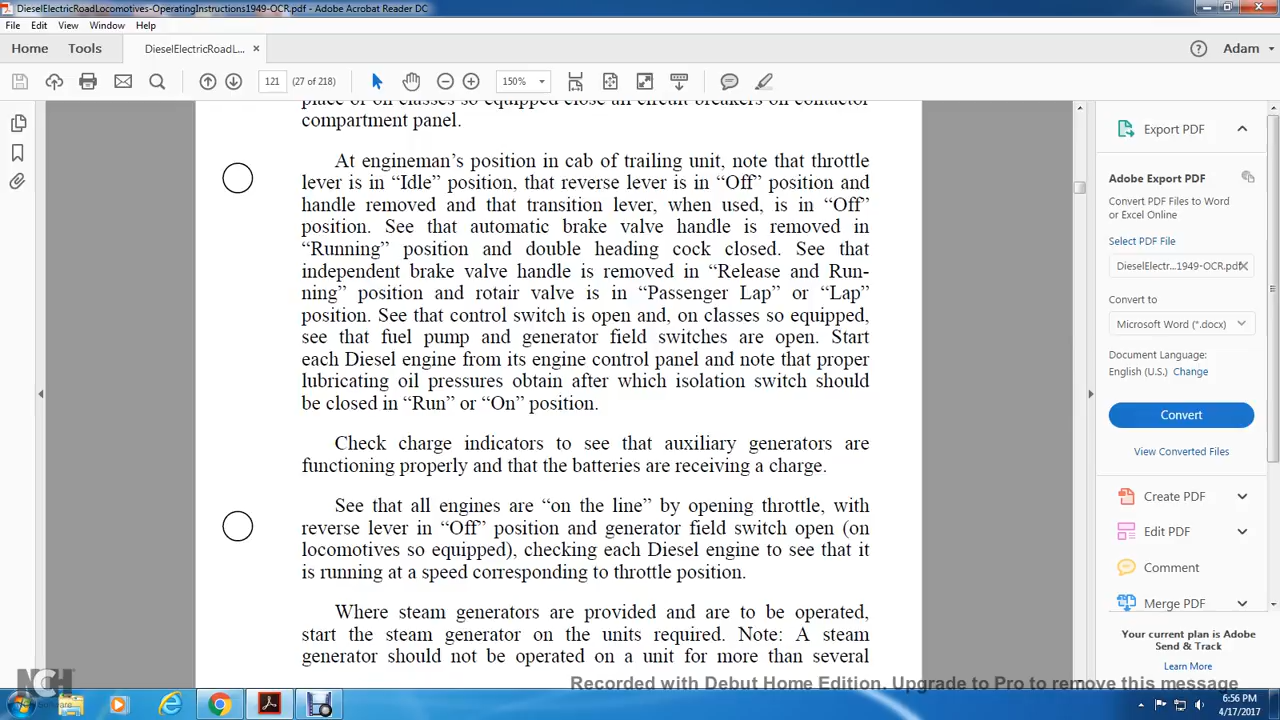 DieselElectricRoadLocomotives-OperatingInstructions1949-OCR.pdf - Adobe Acrobat Reader DC
File Edit View Window Help
Home Tools DieselElectricRoadL... × Adam
121 (27 of 218) 150%
place of on classes so equipped close all circuit breakers on contactor
compartment panel.
At engineman's position in cab of trailing unit, note that throttle
lever is in “Idle” position, that reverse lever is in “Off” position and
handle removed and that transition lever, when used, is in “Off”
position. See that automatic brake valve handle is removed in
“Running” position and double heading cock closed. See that
independent brake valve handle is removed in “Release and Run-
ning” position and rotair valve is in “Passenger Lap” or “Lap”
position. See that control switch is open and, on classes so equipped,
see that fuel pump and generator field switches are open. Start
each Diesel engine from its engine control panel and note that proper
lubricating oil pressures obtain after which isolation switch should
be closed in “Run” or “On” position.
Check charge indicators to see that auxiliary generators are
functioning properly and that the batteries are receiving a charge.
See that all engines are “on the line” by opening throttle, with
reverse lever in “Off” position and generator field switch open (on
locomotives so equipped), checking each Diesel engine to see that it
is running at a speed corresponding to throttle position.
Where steam generators are provided and are to be operated,
start the steam generator on the units required. Note: A steam
generator should not be operated on a unit for more than several
Export PDF
Adobe Export PDF
Convert PDF Files to Word
or Excel Online
Select PDF File
DieselElectr...1949-OCR.pdf ×
Convert to
Microsoft Word (*.docx)
Document Language:
English (U.S.) Change
Convert
View Converted Files
Create PDF
Edit PDF
Comment
Merge PDF
Your current plan is Adobe
Send & Track
Learn More
NCH Software
Recorded with Debut Home Edition. Upgrade to Pro to remove this message
6:56 PM
4/17/2017